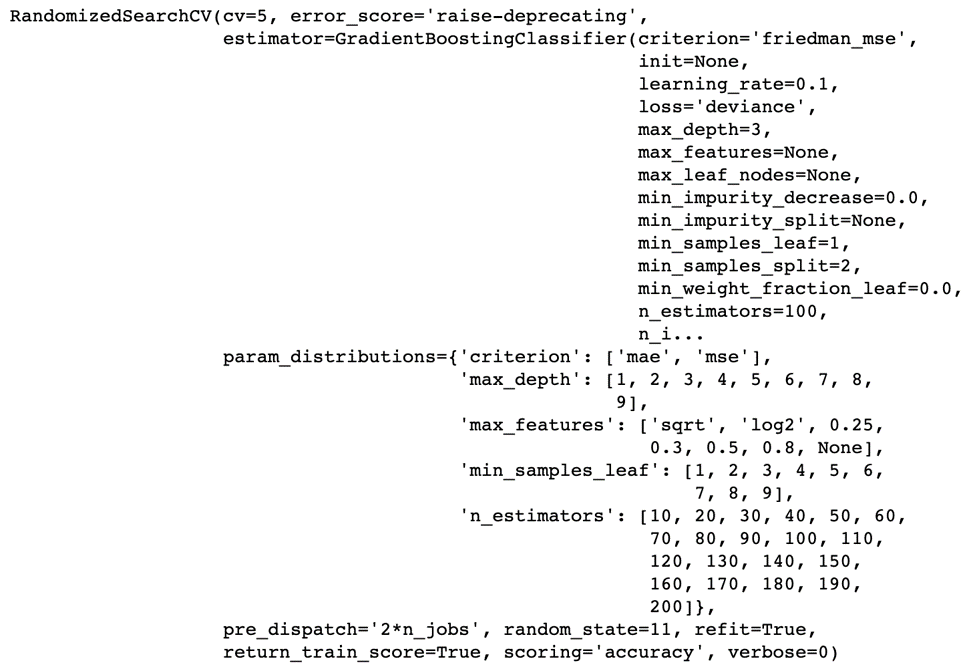 RandomizedSearchCV(cv=5, error_score='raise-deprecating',
                   estimator=GradientBoostingClassifier(criterion='friedman_mse',
                                                        init=None,
                                                        learning_rate=0.1,
                                                        loss='deviance',
                                                        max_depth=3,
                                                        max_features=None,
                                                        max_leaf_nodes=None,
                                                        min_impurity_decrease=0.0,
                                                        min_impurity_split=None,
                                                        min_samples_leaf=1,
                                                        min_samples_split=2,
                                                        min_weight_fraction_leaf=0.0,
                                                        n_estimators=100,
                                                        n_i...
                   param_distributions={'criterion': ['mae', 'mse'],
                                        'max_depth': [1, 2, 3, 4, 5, 6, 7, 8,
                                                      9],
                                        'max_features': ['sqrt', 'log2', 0.25,
                                                         0.3, 0.5, 0.8, None],
                                        'min_samples_leaf': [1, 2, 3, 4, 5, 6,
                                                             7, 8, 9],
                                        'n_estimators': [10, 20, 30, 40, 50, 60,
                                                         70, 80, 90, 100, 110,
                                                         120, 130, 140, 150,
                                                         160, 170, 180, 190,
                                                         200]},
                   pre_dispatch='2*n_jobs', random_state=11, refit=True,
                   return_train_score=True, scoring='accuracy', verbose=0)